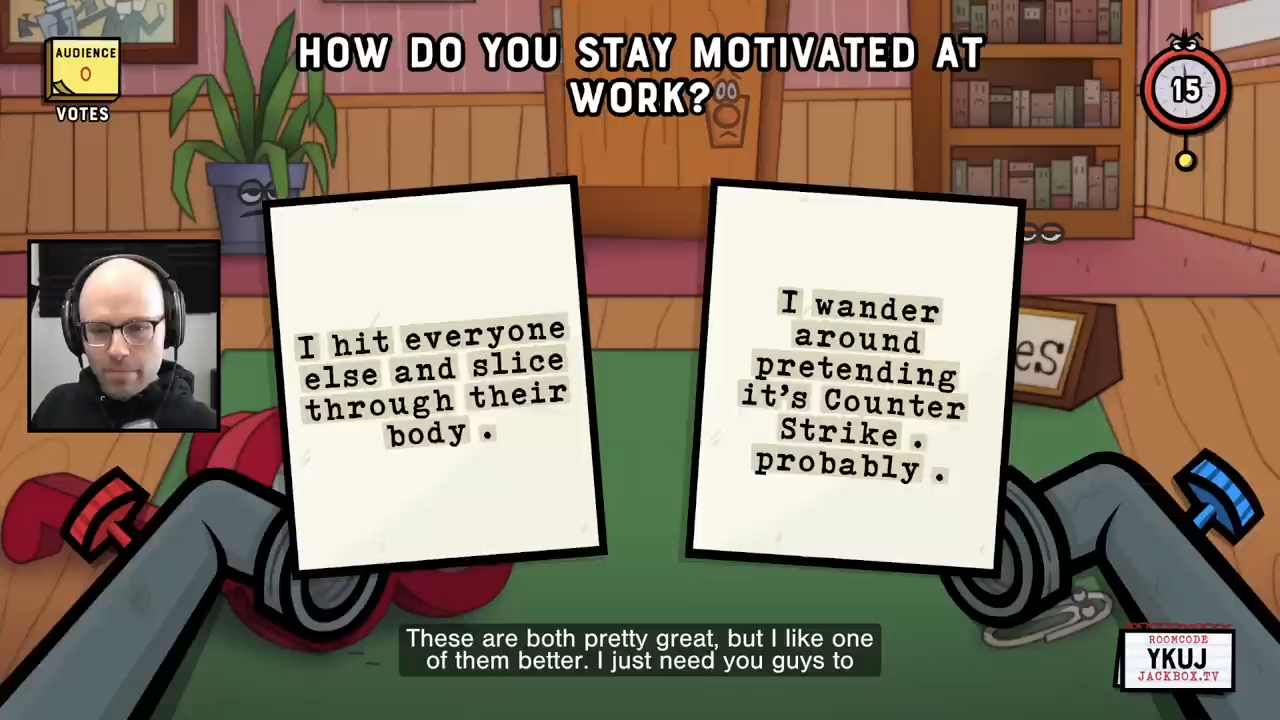 AUDIENCE
0
VOTES
HOW DO YOU STAY MOTIVATED AT
WORK?
15
I hit everyone
else and slice
through their
body .
I wander
around
pretending
it's Counter
Strike .
probably .
es
These are both pretty great, but I like one
of them better. I just need you guys to
ROOMCODE
YKUJ
JACKBOX.TV